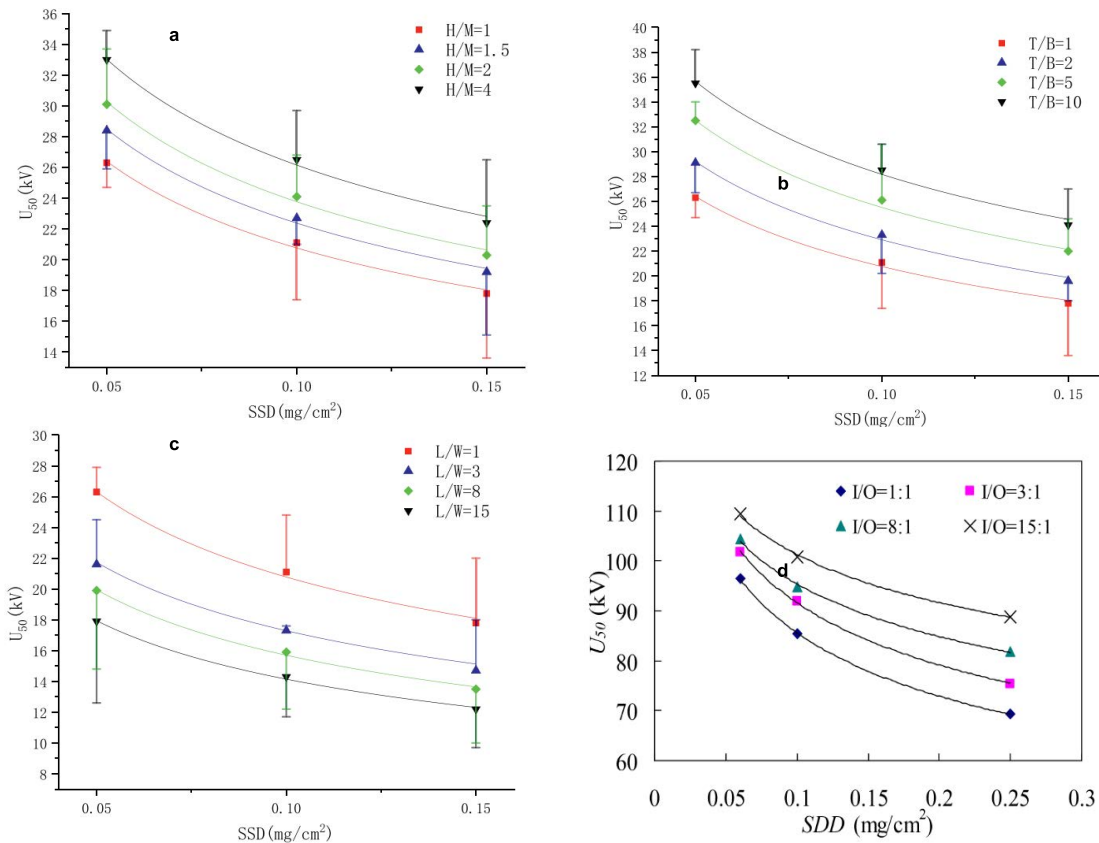 a
H/M=1
H/M=1.5
H/M=2
H/M=4
36
34
32
30
28
26
24
22
20
18
16
14
U50(kV)
0.05
0.10
0.15
SSD(mg/cm²)
b
T/B=1
T/B=2
T/B=5
T/B=10
40
38
36
34
32
30
28
26
24
22
20
18
16
14
12
U50(kV)
0.05
0.10
0.15
SSD(mg/cm²)
c
L/W=1
L/W=3
L/W=8
L/W=15
30
28
26
24
22
20
18
16
14
12
10
8
U50(kV)
0.05
0.10
0.15
SSD(mg/cm²)
d
I/O=1:1
I/O=3:1
I/O=8:1
I/O=15:1
120
110
100
90
80
70
60
U50 (kV)
0
0.05
0.1
0.15
0.2
0.25
0.3
SDD (mg/cm²)